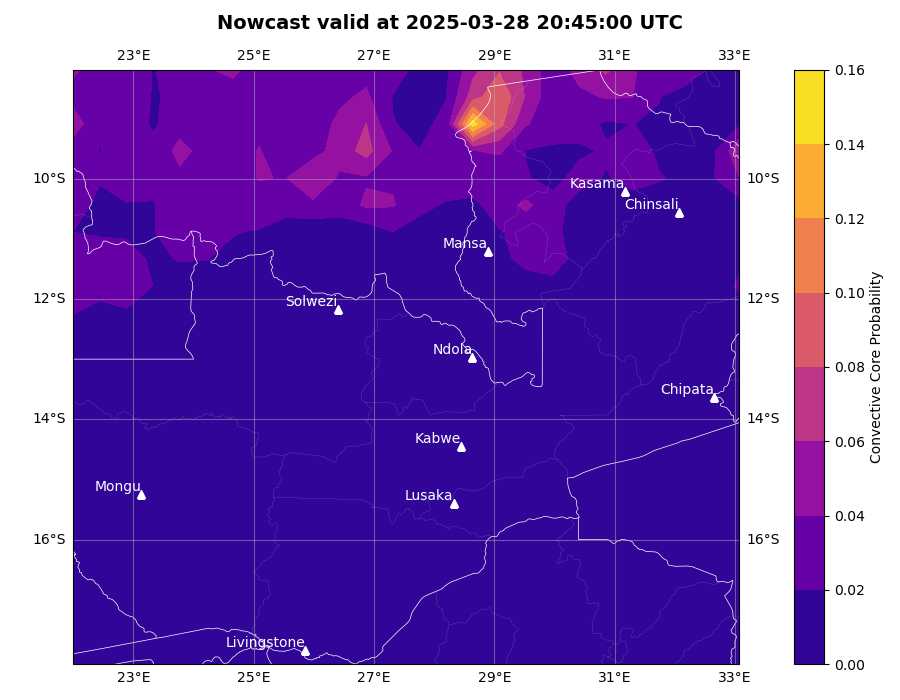 Nowcast valid at 2025-03-28 20:45:00 UTC
23°E 25°E 27°E 29°E 31°E 33°E
0.16
0.14
0.12
0.10
0.08
0.06
0.04
0.02
0.00
Convective Core Probability
10°S 10°S
12°S 12°S
14°S 14°S
16°S 16°S
Kasama
Chinsali
Mansa
Solwezi
Ndola
Chipata
Kabwe
Mongu
Lusaka
Livingstone
23°E 25°E 27°E 29°E 31°E 33°E